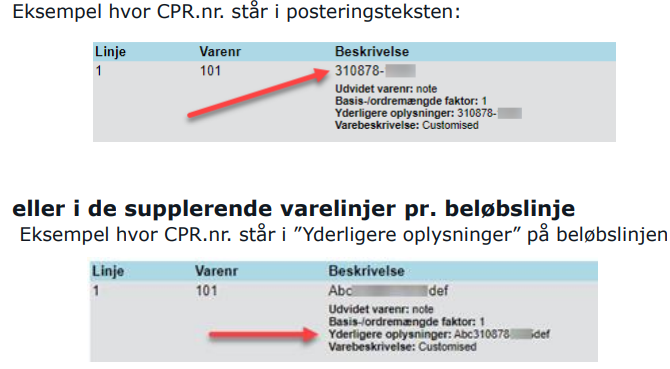 Eksempel hvor CPR.nr. står i posteringsteksten:
Linje Varenr Beskrivelse
1 101 310878-
Udvidet varenr: note
Basis-/ordremængde faktor: 1
Yderligere oplysninger: 310878-
Varebeskrivelse: Customised
eller i de supplerende varelinjer pr. beløbslinje
Eksempel hvor CPR.nr. står i ”Yderligere oplysninger” på beløbslinjen
Linje Varenr Beskrivelse
1 101 Abc def
Udvidet varenr: note
Basis-/ordremængde faktor: 1
Yderligere oplysninger: Abc310878 def
Varebeskrivelse: Customised